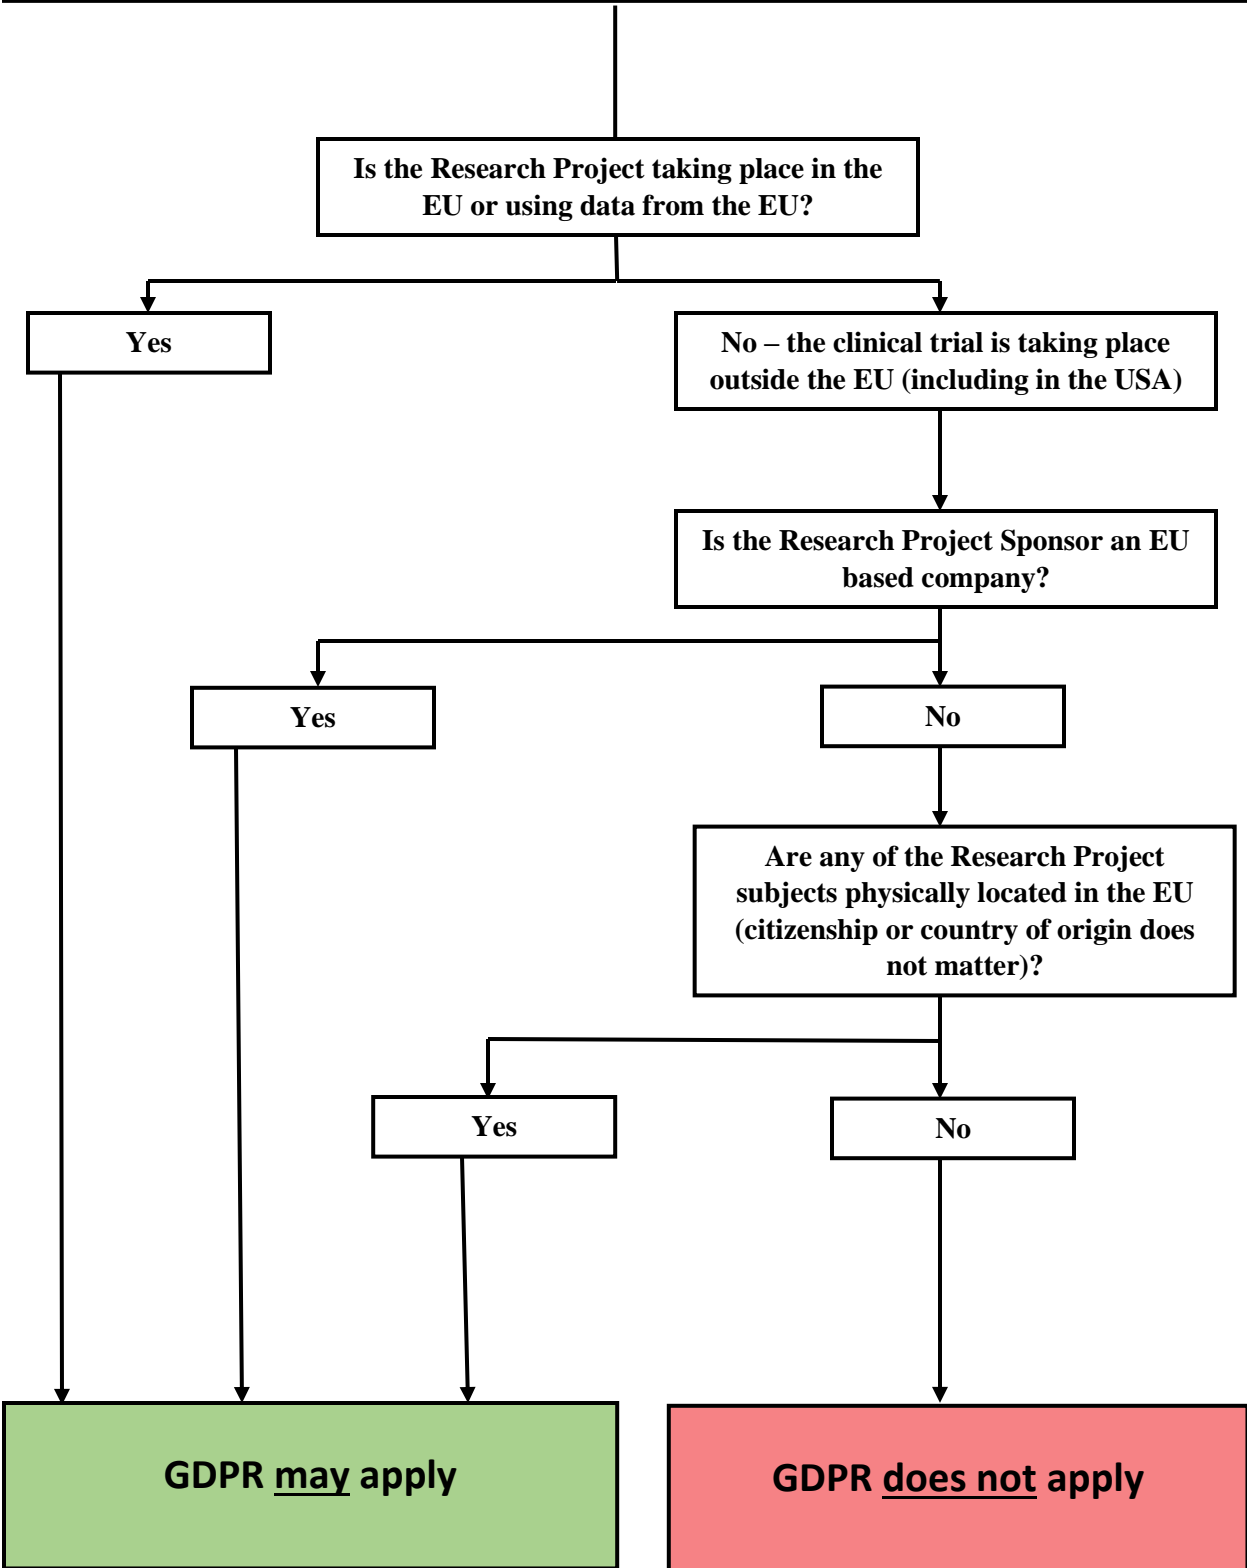 Is the Research Project taking place in the
EU or using data from the EU?
Yes
No – the clinical trial is taking place
outside the EU (including in the USA)
Is the Research Project Sponsor an EU
based company?
Yes
No
Are any of the Research Project
subjects physically located in the EU
(citizenship or country of origin does
not matter)?
Yes
No
GDPR may apply
GDPR does not apply